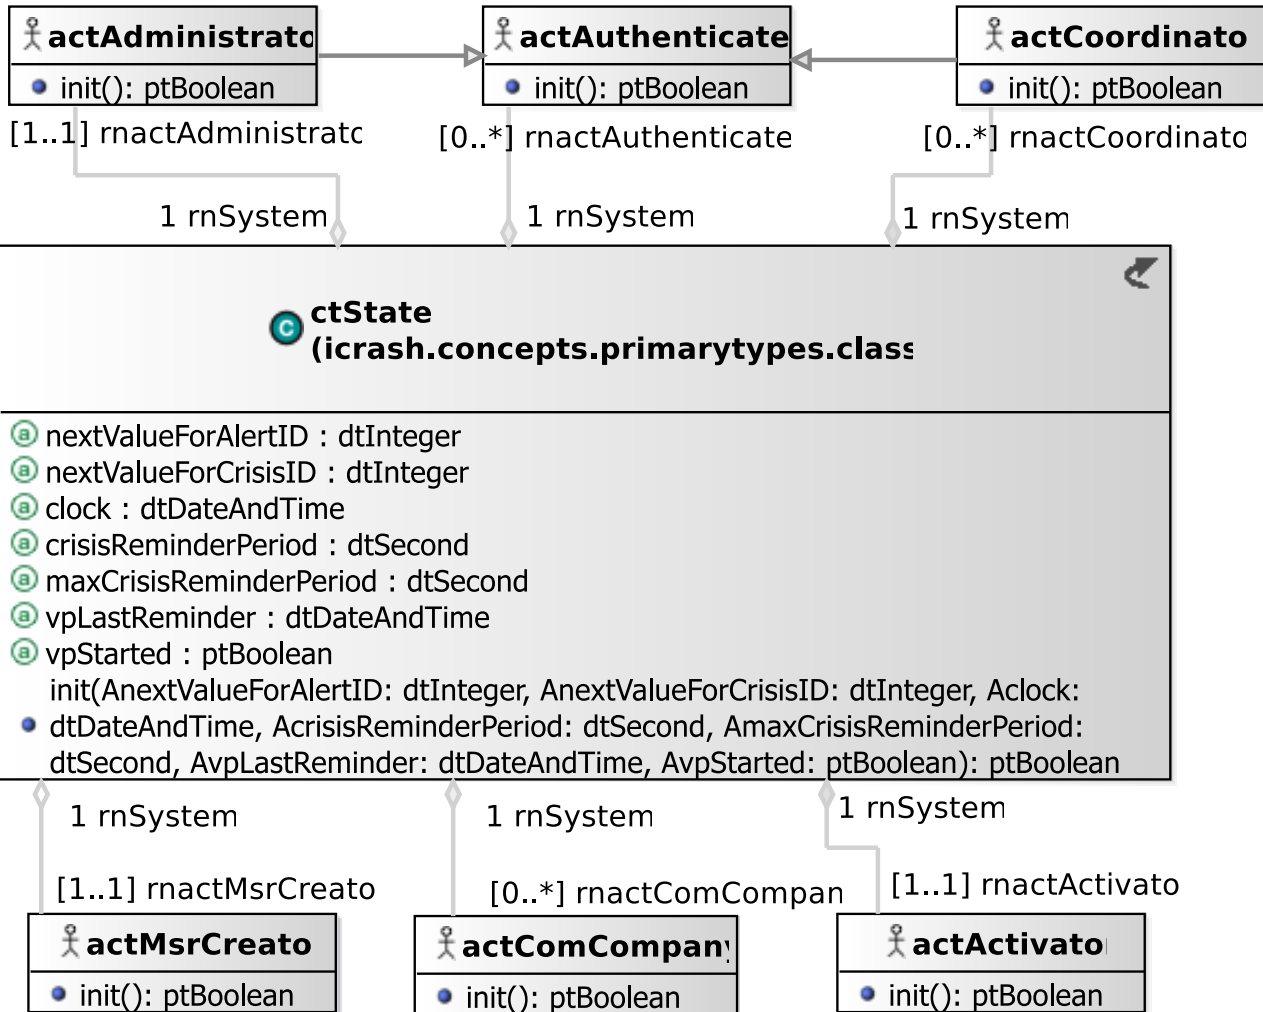 actAdministrato
actAuthenticate
actCoordinato
init(): ptBoolean
init(): ptBoolean
init(): ptBoolean
[1..1] rnactAdministrato
[0..*] rnactAuthenticate
[0..*] rnactCoordinato
1 rnSystem
1 rnSystem
1 rnSystem
ctState
(icrash.concepts.primarytypes.class
nextValueForAlertID : dtInteger
nextValueForCrisisID : dtInteger
clock : dtDateAndTime
crisisReminderPeriod : dtSecond
maxCrisisReminderPeriod : dtSecond
vpLastReminder : dtDateAndTime
vpStarted : ptBoolean
init(AnextValueForAlertID: dtInteger, AnextValueForCrisisID: dtInteger, Aclock:
dtDateAndTime, AcrisisReminderPeriod: dtSecond, AmaxCrisisReminderPeriod:
dtSecond, AvpLastReminder: dtDateAndTime, AvpStarted: ptBoolean): ptBoolean
1 rnSystem
1 rnSystem
1 rnSystem
[1..1] rnactMsrCreato
[0..*] rnactComCompan
[1..1] rnactActivato
actMsrCreato
actComCompany
actActivato
init(): ptBoolean
init(): ptBoolean
init(): ptBoolean